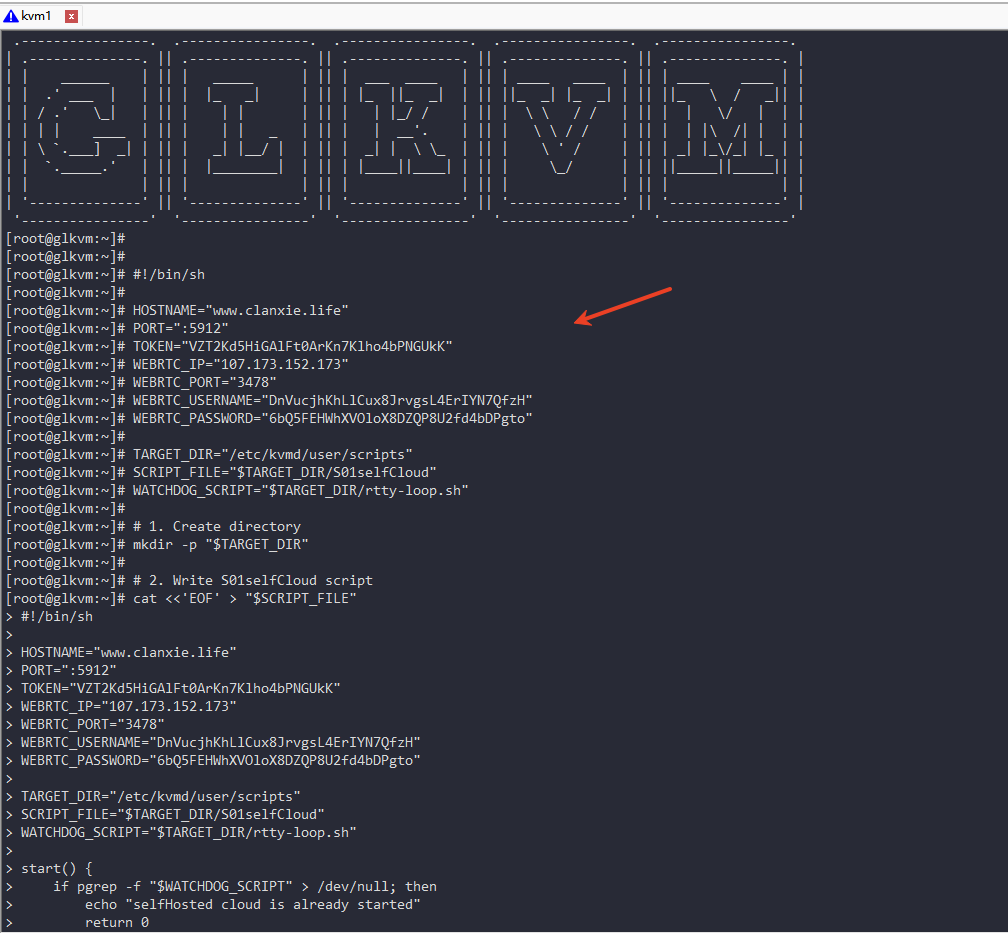 kvm1
GLKVM
[root@glkvm:~]#
[root@glkvm:~]#
[root@glkvm:~]# #!/bin/sh
[root@glkvm:~]#
[root@glkvm:~]# HOSTNAME="www.clanxie.life"
[root@glkvm:~]# PORT=":5912"
[root@glkvm:~]# TOKEN="VZT2Kd5HiGAlFt0ArKn7Klho4bPNGUkK"
[root@glkvm:~]# WEBRTC_IP="107.173.152.173"
[root@glkvm:~]# WEBRTC_PORT="3478"
[root@glkvm:~]# WEBRTC_USERNAME="DnVucjhKhLlCux8JrvgsL4ErIYN7QfzH"
[root@glkvm:~]# WEBRTC_PASSWORD="6bQ5FEHWhXVOloX8DZQP8U2fd4bDPgto"
[root@glkvm:~]#
[root@glkvm:~]# TARGET_DIR="/etc/kvmd/user/scripts"
[root@glkvm:~]# SCRIPT_FILE="$TARGET_DIR/S01selfCloud"
[root@glkvm:~]# WATCHDOG_SCRIPT="$TARGET_DIR/rtty-loop.sh"
[root@glkvm:~]#
[root@glkvm:~]# # 1. Create directory
[root@glkvm:~]# mkdir -p "$TARGET_DIR"
[root@glkvm:~]#
[root@glkvm:~]# # 2. Write S01selfCloud script
[root@glkvm:~]# cat <<'EOF' > "$SCRIPT_FILE"
> #!/bin/sh
>
> HOSTNAME="www.clanxie.life"
> PORT=":5912"
> TOKEN="VZT2Kd5HiGAlFt0ArKn7Klho4bPNGUkK"
> WEBRTC_IP="107.173.152.173"
> WEBRTC_PORT="3478"
> WEBRTC_USERNAME="DnVucjhKhLlCux8JrvgsL4ErIYN7QfzH"
> WEBRTC_PASSWORD="6bQ5FEHWhXVOloX8DZQP8U2fd4bDPgto"
>
> TARGET_DIR="/etc/kvmd/user/scripts"
> SCRIPT_FILE="$TARGET_DIR/S01selfCloud"
> WATCHDOG_SCRIPT="$TARGET_DIR/rtty-loop.sh"
>
> start() {
>     if pgrep -f "$WATCHDOG_SCRIPT" > /dev/null; then
>         echo "selfHosted cloud is already started"
>         return 0